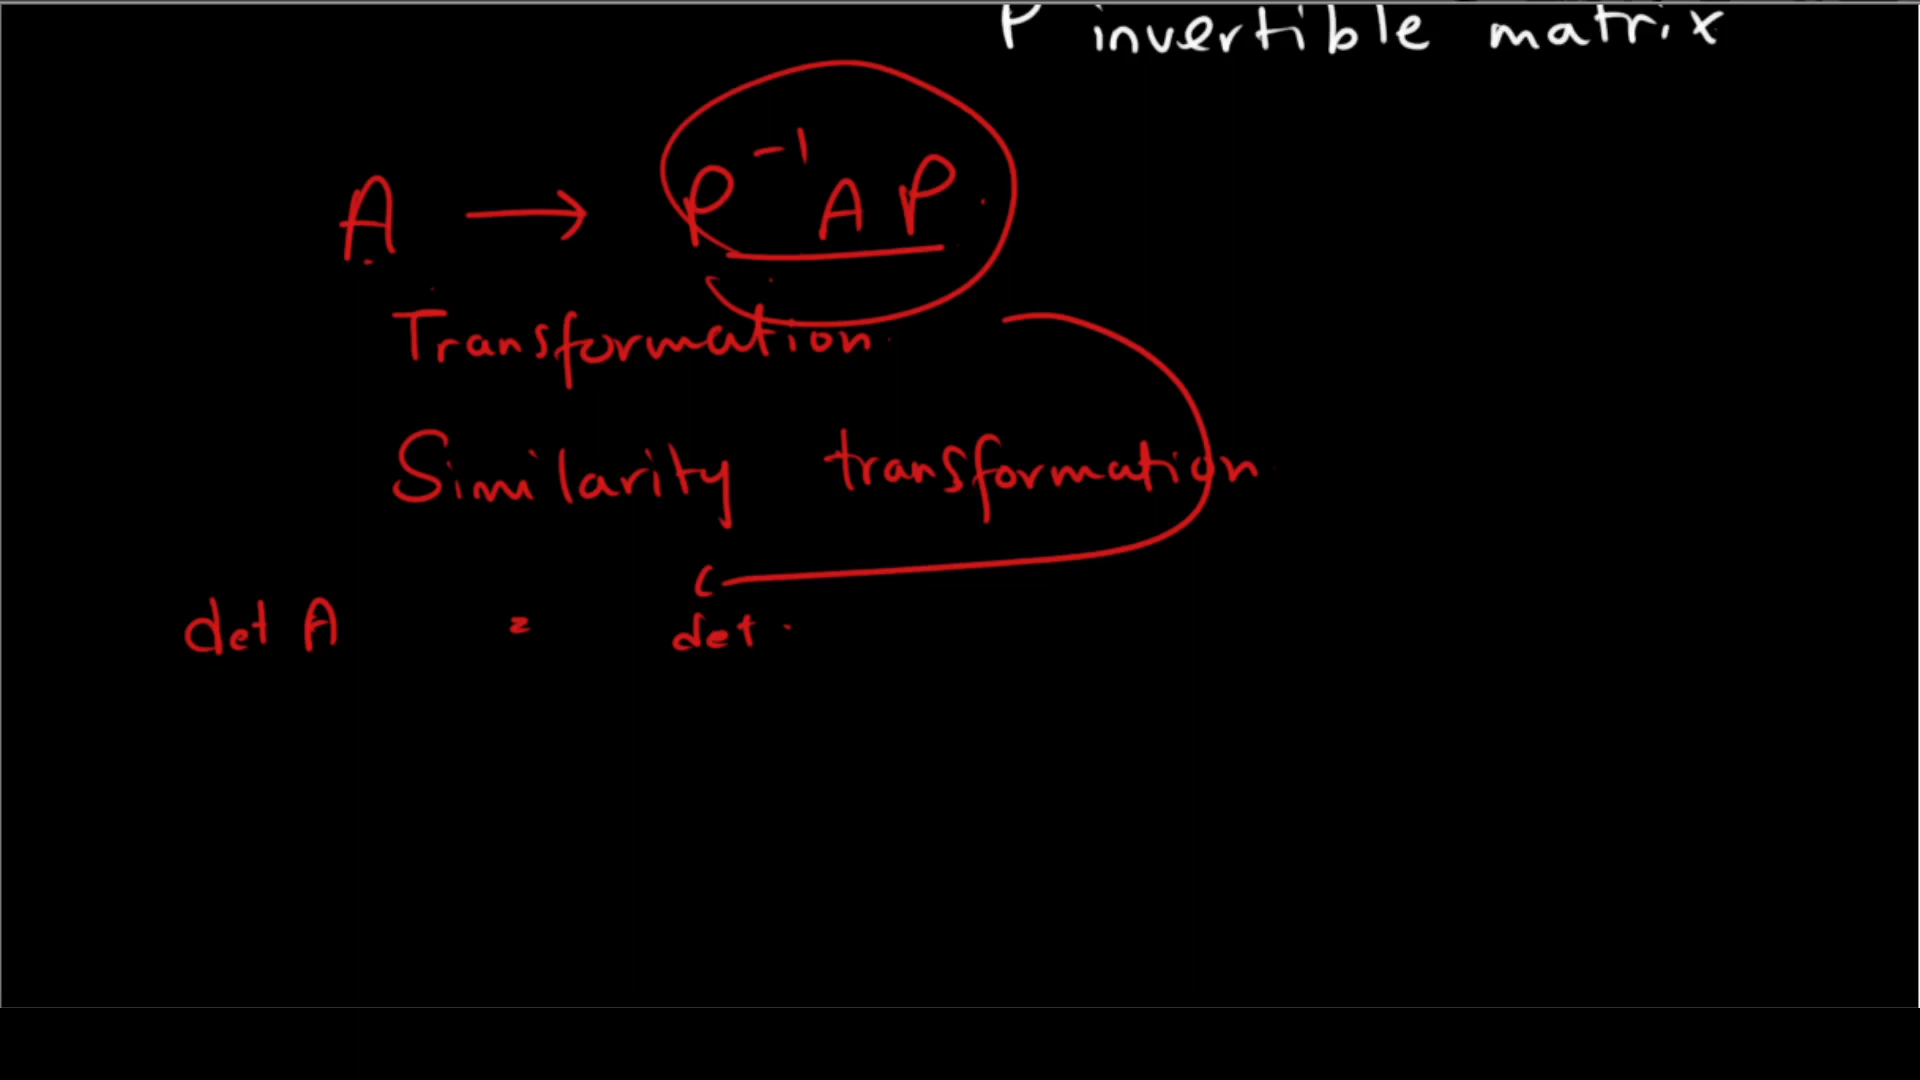 P invertible matrix
A → P⁻¹AP
Transformation
Similarity transformation
det A = det